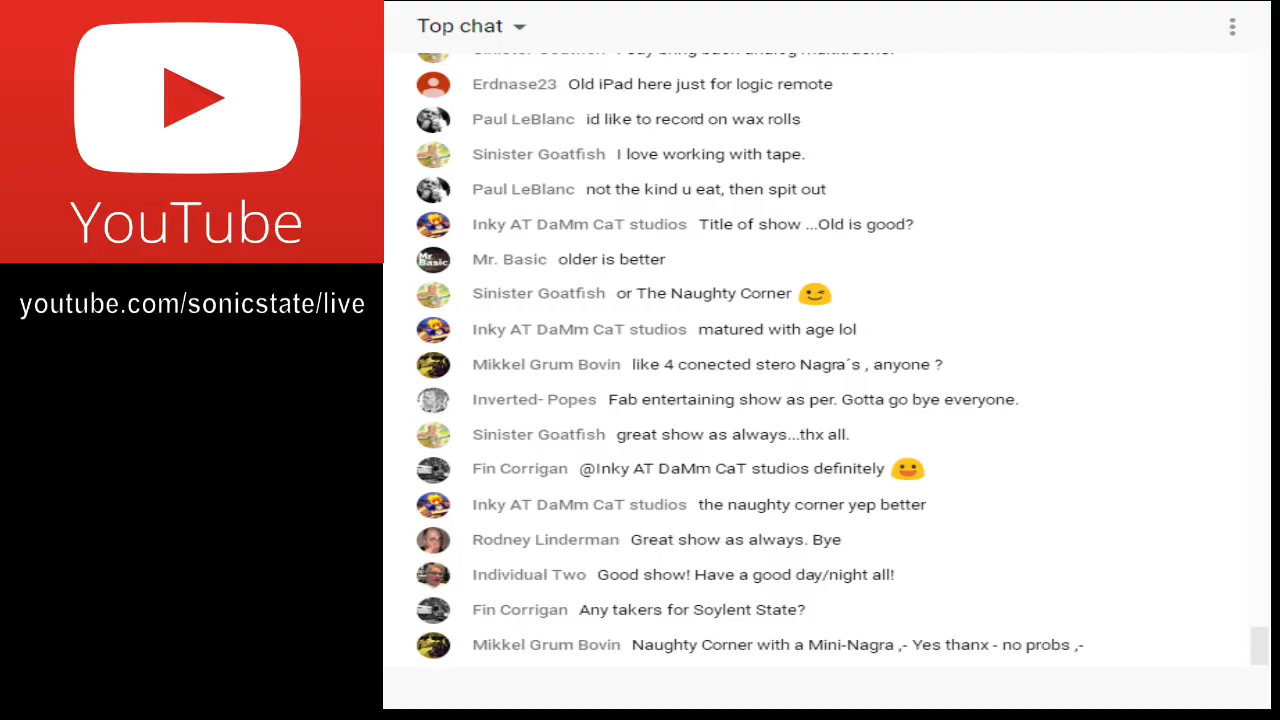 YouTube
youtube.com/sonicstate/live
Top chat
Erdnase23 Old iPad here just for logic remote
Paul LeBlanc id like to record on wax rolls
Sinister Goatfish I love working with tape.
Paul LeBlanc not the kind u eat, then spit out
Inky AT DaMm CaT studios Title of show ...Old is good?
Mr. Basic older is better
Sinister Goatfish or The Naughty Corner
Inky AT DaMm CaT studios matured with age lol
Mikkel Grum Bovin like 4 conected stero Nagra´s , anyone ?
Inverted- Popes Fab entertaining show as per. Gotta go bye everyone.
Sinister Goatfish great show as always...thx all.
Fin Corrigan @Inky AT DaMm CaT studios definitely
Inky AT DaMm CaT studios the naughty corner yep better
Rodney Linderman Great show as always. Bye
Individual Two Good show! Have a good day/night all!
Fin Corrigan Any takers for Soylent State?
Mikkel Grum Bovin Naughty Corner with a Mini-Nagra ,- Yes thanx - no probs ,-